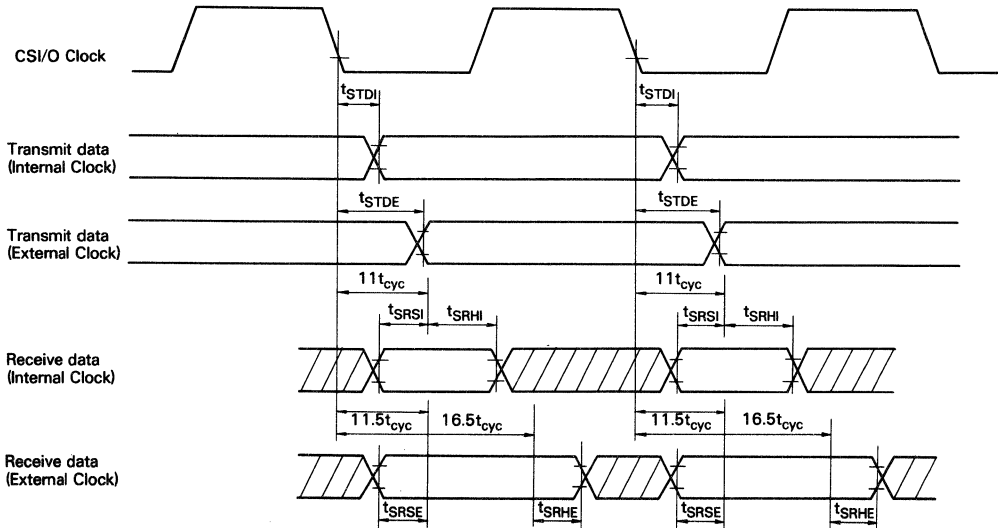 CSI/O Clock
tSTDI tSTDI
Transmit data
(Internal Clock)
tSTDE tSTDE
Transmit data
(External Clock)
11tcyc 11tcyc
tSRSI tSRHI tSRSI tSRHI
Receive data
(Internal Clock)
11.5tcyc 16.5tcyc 11.5tcyc 16.5tcyc
Receive data
(External Clock)
tSRSE tSRHE tSRSE tSRHE